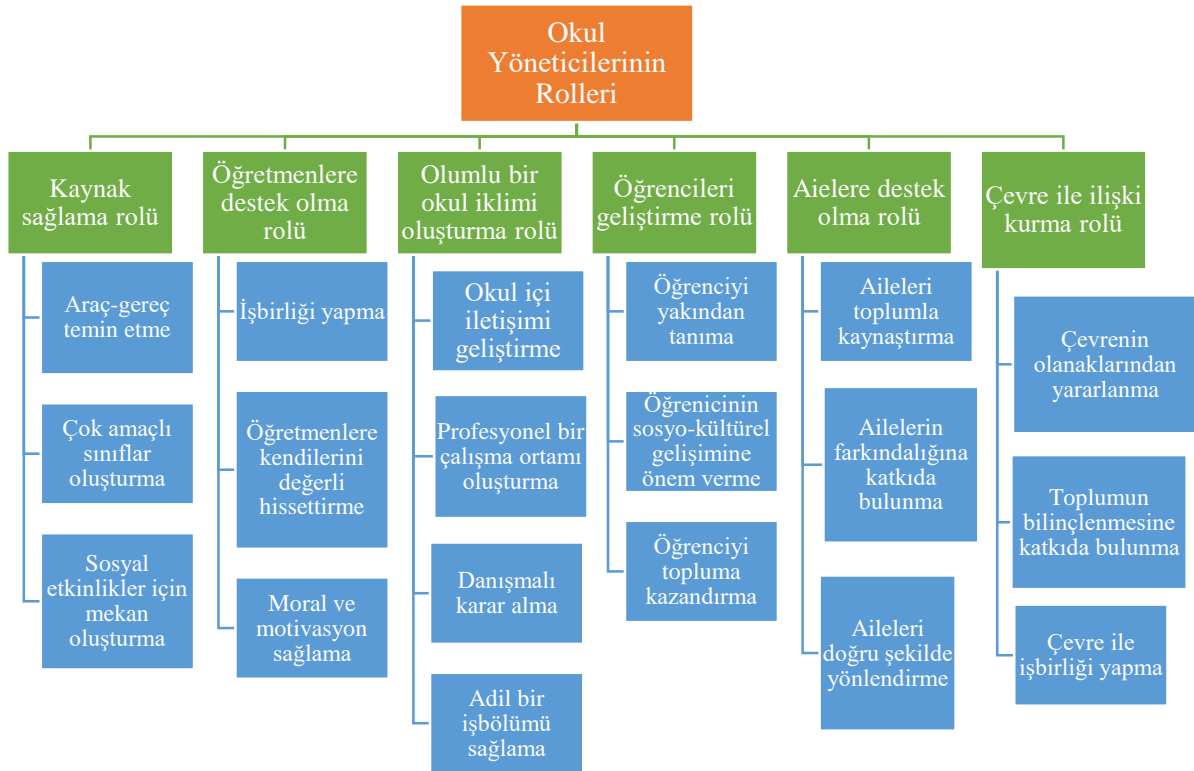 Okul
Yöneticilerinin
Rolleri
Kaynak
sağlama rolü
Araç-gereç
temin etme
Çok amaçlı
sınıflar
oluşturma
Sosyal
etkinlikler için
mekan
oluşturma
Öğretmenlere
destek olma
rolü
İşbirliği yapma
Öğretmenlere
kendilerini
değerli
hissettirme
Moral ve
motivasyon
sağlama
Olumlu bir
okul iklimi
oluşturma rolü
Okul içi
iletişimi
geliştirme
Profesyonel bir
çalışma ortamı
oluşturma
Danışmalı
karar alma
Adil bir
işbölümü
sağlama
Öğrencileri
geliştirme rolü
Öğrenciyi
yakından
tanıma
Öğrenicinin
sosyo-kültürel
gelişimine
önem verme
Öğrenciyi
topluma
kazandırma
Aielere destek
olma rolü
Aileleri
toplumla
kaynaştırma
Ailelerin
farkındalığına
katkıda
bulunma
Aileleri
doğru şekilde
yönlendirme
Çevre ile ilişki
kurma rolü
Çevrenin
olanaklarından
yararlanma
Toplumun
bilinçlenmesine
katkıda bulunma
Çevre ile
işbirliği yapma